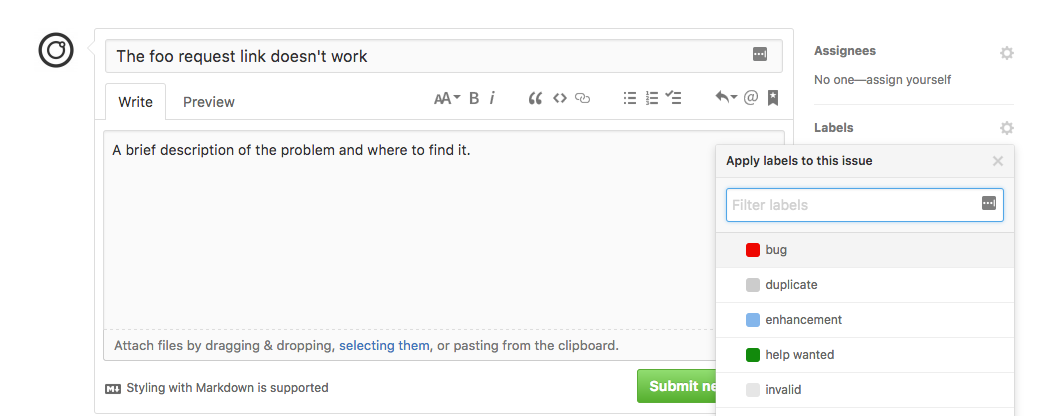 The foo request link doesn't work
Write
Preview
AA
B
i
@
A brief description of the problem and where to find it.
Attach files by dragging & dropping, selecting them, or pasting from the clipboard.
Styling with Markdown is supported
Submit ne
Assignees
No one—assign yourself
Labels
Apply labels to this issue
Filter labels
bug
duplicate
enhancement
help wanted
invalid